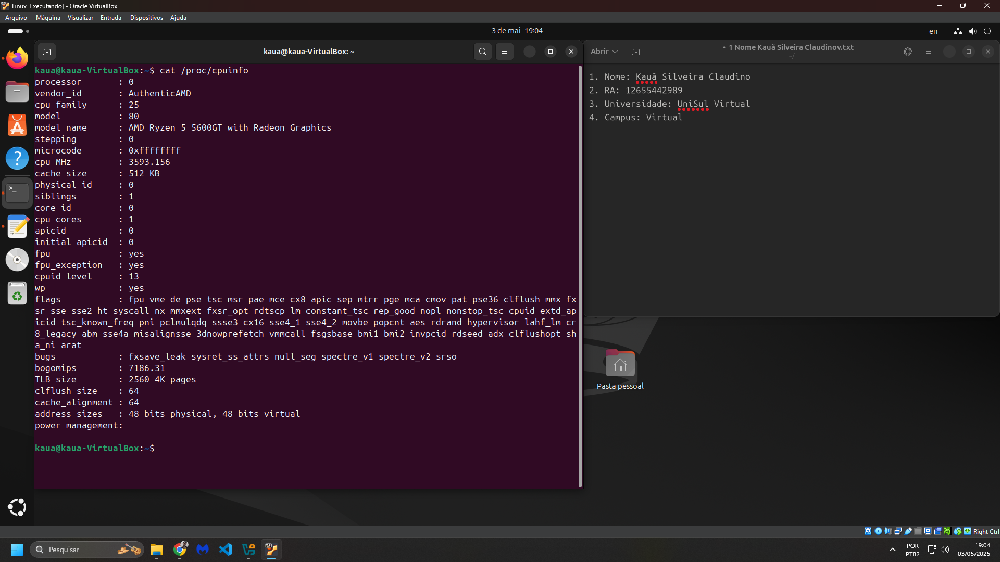 Linux [Executando] - Oracle VirtualBox
Arquivo Máquina Visualizar Entrada Dispositivos Ajuda
3 de mai 19:04
en
kaua@kaua-VirtualBox: ~
kaua@kaua-VirtualBox:~$ cat /proc/cpuinfo
processor : 0
vendor_id : AuthenticAMD
cpu family : 25
model : 80
model name : AMD Ryzen 5 5600GT with Radeon Graphics
stepping : 0
microcode : 0xffffffff
cpu MHz : 3593.156
cache size : 512 KB
physical id : 0
siblings : 1
core id : 0
cpu cores : 1
apicid : 0
initial apicid : 0
fpu : yes
fpu_exception : yes
cpuid level : 13
wp : yes
flags : fpu vme de pse tsc msr pae mce cx8 apic sep mtrr pge mca cmov pat pse36 clflush mmx fx
sr sse sse2 ht syscall nx mmxext fxsr_opt rdtscp lm constant_tsc rep_good nopl nonstop_tsc cpuid extd_ap
icid tsc_known_freq pni pclmulqdq ssse3 cx16 sse4_1 sse4_2 movbe popcnt aes rdrand hypervisor lahf_lm cr
8_legacy abm sse4a misalignsse 3dnowprefetch vmmcall fsgsbase bmi1 bmi2 invpcid rdseed adx clflushopt sh
a_ni arat
bugs : fxsave_leak sysret_ss_attrs null_seg spectre_v1 spectre_v2 srso
bogomips : 7186.31
TLB size : 2560 4K pages
clflush size : 64
cache_alignment : 64
address sizes : 48 bits physical, 48 bits virtual
power management:
kaua@kaua-VirtualBox:~$
Abrir
• 1 Nome Kauã Silveira Claudinov.txt
~/
1. Nome: Kauã Silveira Claudino
2. RA: 12655442989
3. Universidade: UniSul Virtual
4. Campus: Virtual
Pasta pessoal
Right Ctrl
Pesquisar
POR
PTB2
19:04
03/05/2025